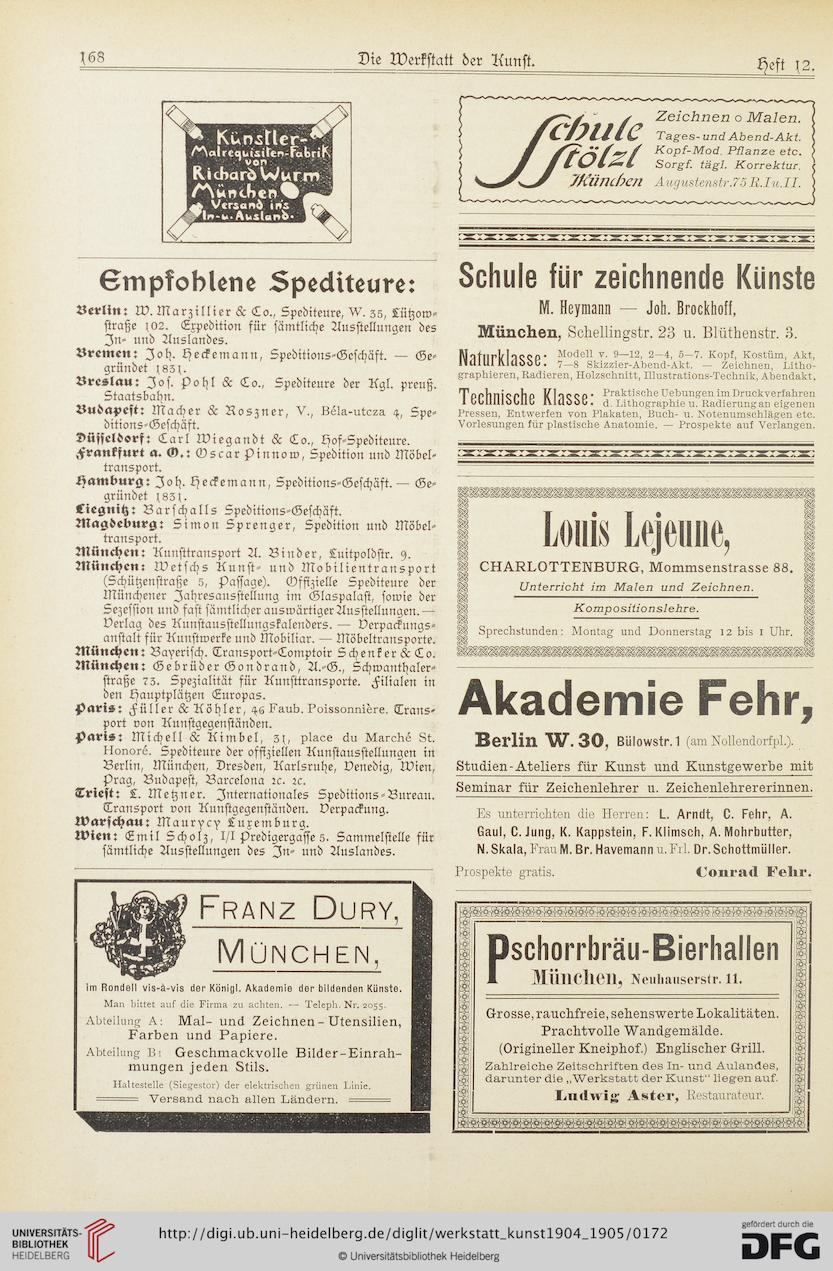 168
Die Werkstatt der Kunst.
Heft 12.
Künstler-
Malrequisiten-Fabrik
von
Richard Wurm
München
Versand in's
In-u. Ausland.
Empfohlene Spediteure:
Berlin: W. Marzillier & Co., Spediteure, W. 35, Lützow-
straße 102. Expedition für sämtliche Ausstellungen des
In- und Auslandes.
Bremen: Joh. Heckemann, Speditions-Geschäft. — Ge-
gründet 1831.
Breslau: Jos. Pohl & Co., Spediteure der Kgl. preuß.
Staatsbahn.
Budapest: Macher & Roszner, V., Béla-utcza 4, Spe-
ditions-Geschäft.
Düsseldorf: Carl Wiegandt & Co., Hof-Spediteure.
Frankfurt a. O.: Oscar Pinnow, Spedition und Möbel-
transport.
Hamburg: Joh. Heckemann, Speditions-Geschäft. — Ge-
gründet 1831.
Liegnitz: Barschalls Speditions-Geschäft.
Magdeburg: Simon Sprenger, Spedition und Möbel-
transport.
München: Kunsttransport A. Binder, Luitpoldstr. 9.
München: Wetschs Kunst- und Mobilientransport
(Schützenstraße 5, Passage). Offizielle Spediteure der
Münchener Jahresausstellung im Glaspalast, sowie der
Sezession und fast sämtlicher auswärtiger Ausstellungen. —
Verlag des Kunstausstellungskalenders. — Verpackungs-
anstalt für Kunstwerke und Mobiliar. — Möbeltransporte.
München: Bayerisch. Transport-Comptoir Schenker & Co.
München: Gebrüder Gondrand, A.-G., Schwanthaler-
straße 73. Spezialität für Kunsttransporte. Filialen in
den Hauptplätzen Europas.
Paris: Füller & Köhler, 46 Faub. Poissonnière. Trans-
port von Kunstgegenständen.
Paris: Michell & Kimbel, 31, place du Marché St.
Honoré. Spediteure der offiziellen Kunstausstellungen in
Berlin, München, Dresden, Karlsruhe, Venedig, Wien,
Prag, Budapest, Barcelona ꝛc. ꝛc.
Triest: L. Metzner. Internationales Speditions-Bureau.
Transport von Kunstgegenständen. Verpackung.
Warschau: Maurycy Luxemburg.
Wien: Emil Scholz, I/I Predigergasse 5. Sammelstelle für
sämtliche Ausstellungen des In- und Auslandes.
FRANZ DURY,
MÜNCHEN,
im Rondell vis-à-vis der Königl. Akademie der bildenden Künste.
Man bittet auf die Firma zu achten. — Teleph. Nr. 2055.
Abteilung A: Mal- und Zeichnen-Utensilien,
Farben und Papiere.
Abteilung B: Geschmackvolle Bilder-Einrah-
mungen jeden Stils.
Haltestelle (Siegestor) der elektrischen grünen Linie.
Versand nach allen Ländern.
Schule
Stölzl
München
Zeichnen o Malen.
Tages- und Abend-Akt.
Kopf-Mod. Pflanze etc.
Sorgf. tägl. Korrektur.
Augustenstr. 75 R. I u. II.
Schule für zeichnende Künste
M. Heymann — Joh. Brockhoff,
München, Schellingstr. 23 u. Blüthenstr. 3.
Naturklasse: Modell v. 9—12, 2—4, 5—7. Kopf, Kostüm, Akt,
7—8 Skizzier-Abend-Akt. — Zeichnen, Litho-
graphieren, Radieren, Holzschnitt, Illustrations-Technik, Abendakt.
Technische Klasse: Praktische Uebungen im Druckverfahren
d. Lithographie u. Radierung an eigenen
Pressen, Entwerfen von Plakaten, Buch- u. Notenumschlägen etc.
Vorlesungen für plastische Anatomie. — Prospekte auf Verlangen.
Louis Lejeune,
CHARLOTTENBURG, Mommsenstrasse 88.
Unterricht im Malen und Zeichnen.
Kompositionslehre.
Sprechstunden: Montag und Donnerstag 12 bis 1 Uhr.
Akademie Fehr,
Berlin W. 30, Bülowstr. 1 (am Nollendorfpl.).
Studien-Ateliers für Kunst und Kunstgewerbe mit
Seminar für Zeichenlehrer u. Zeichenlehrererinnen.
Es unterrichten die Herren: L. Arndt, C. Fehr, A.
Gaul, C. Jung, K. Kappstein, F. Klimsch, A. Mohrbutter,
N. Skala, Frau M. Br. Havemann u. Frl. Dr. Schottmüller.
Prospekte gratis. Conrad Fehr.
Pschorrbräu-Bierhallen
München, Neuhauserstr. 11.
Grosse, rauchfreie, sehenswerte Lokalitäten.
Prachtvolle Wandgemälde.
(Origineller Kneiphof.) Englischer Grill.
Zahlreiche Zeitschriften des In- und Aulandes,
darunter die „Werkstatt der Kunst“ liegen auf.
Ludwig Aster, Restaurateur.
UNIVERSITÄTS-
BIBLIOTHEK
HEIDELBERG
http://digi.ub.uni-heidelberg.de/diglit/werkstatt_kunst1904_1905/0172
© Universitätsbibliothek Heidelberg
gefördert durch die
DFG